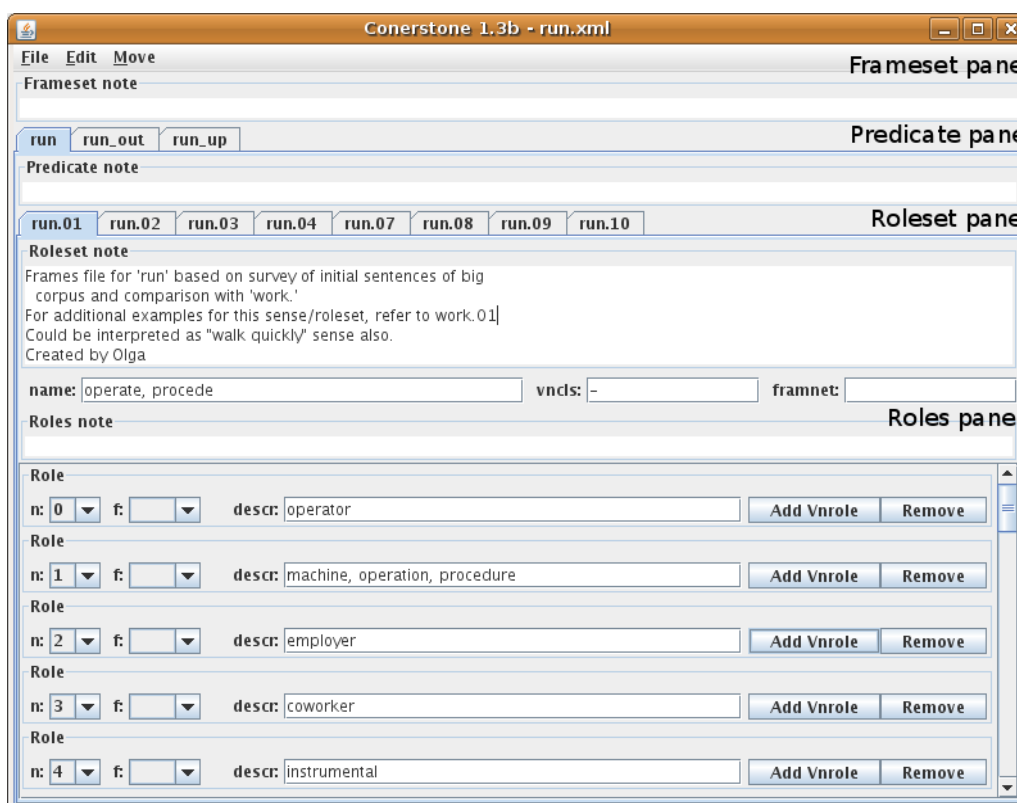 Conerstone 1.3b - run.xml
File Edit Move
Frameset pane
Frameset note
run run_out run_up
Predicate pane
Predicate note
run.01 run.02 run.03 run.04 run.07 run.08 run.09 run.10
Roleset pane
Roleset note
Frames file for 'run' based on survey of initial sentences of big
corpus and comparison with 'work.'
For additional examples for this sense/roleset, refer to work.01
Could be interpreted as "walk quickly" sense also.
Created by Olga
name: operate, procede vncls: - framnet:
Roles pane
Roles note
Role
n: 0 f: descr: operator Add Vnrole Remove
Role
n: 1 f: descr: machine, operation, procedure Add Vnrole Remove
Role
n: 2 f: descr: employer Add Vnrole Remove
Role
n: 3 f: descr: coworker Add Vnrole Remove
Role
n: 4 f: descr: instrumental Add Vnrole Remove